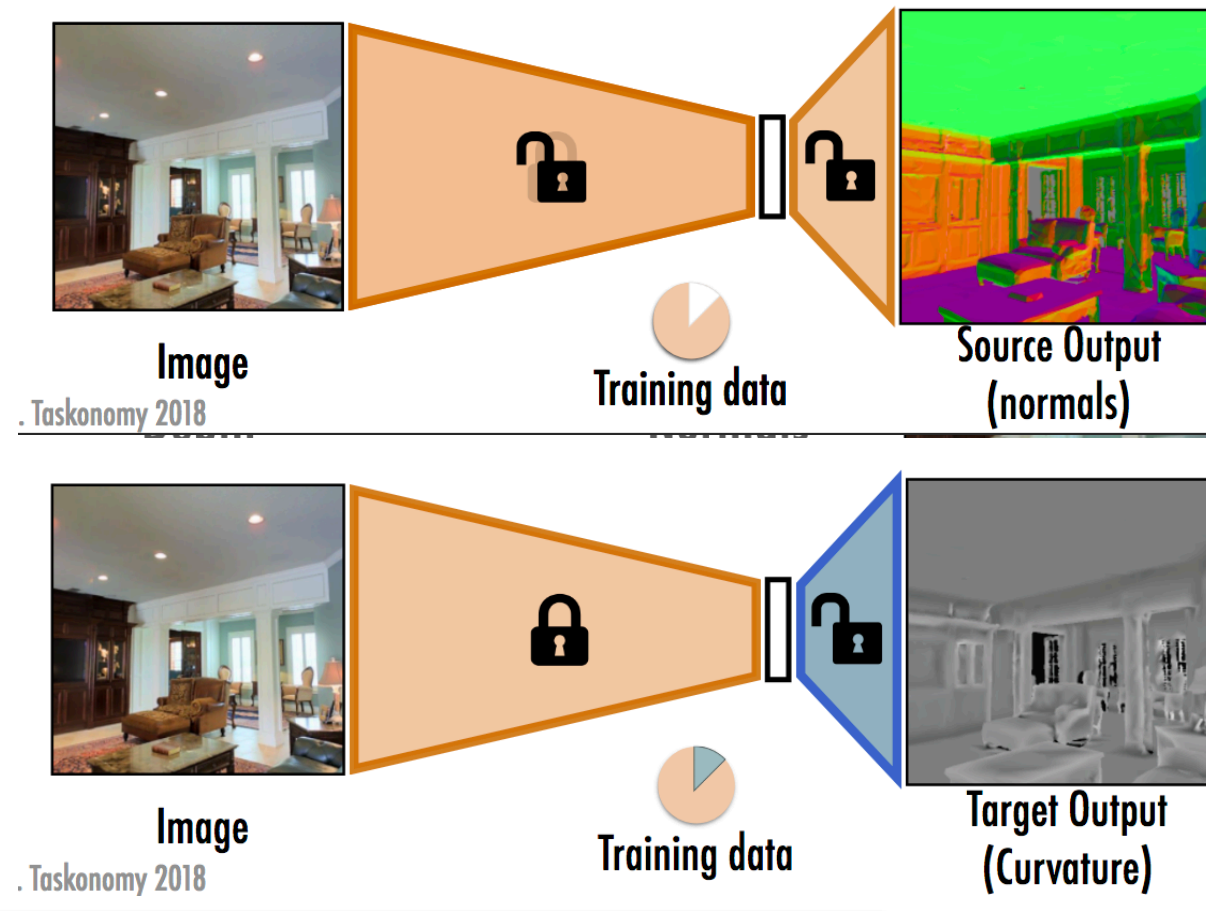 Image
Training data
Source Output
(normals)
. Taskonomy 2018
Image
Training data
Target Output
(Curvature)
. Taskonomy 2018